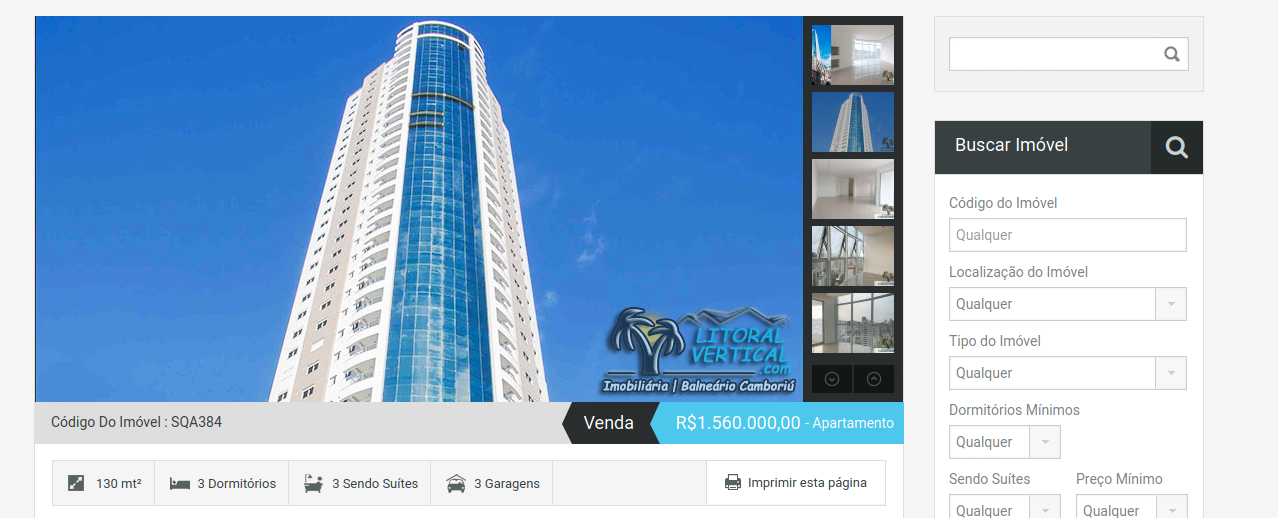 LITORAL
VERTICAL
.com
Imobiliária | Balneário Camboriú
Código Do Imóvel : SQA384
Venda
R$1.560.000,00 - Apartamento
130 mt²
3 Dormitórios
3 Sendo Suítes
3 Garagens
Imprimir esta página
Buscar Imóvel
Código do Imóvel
Qualquer
Localização do Imóvel
Qualquer
Tipo do Imóvel
Qualquer
Dormitórios Mínimos
Qualquer
Sendo Suítes Preço Mínimo
Qualquer Qualquer